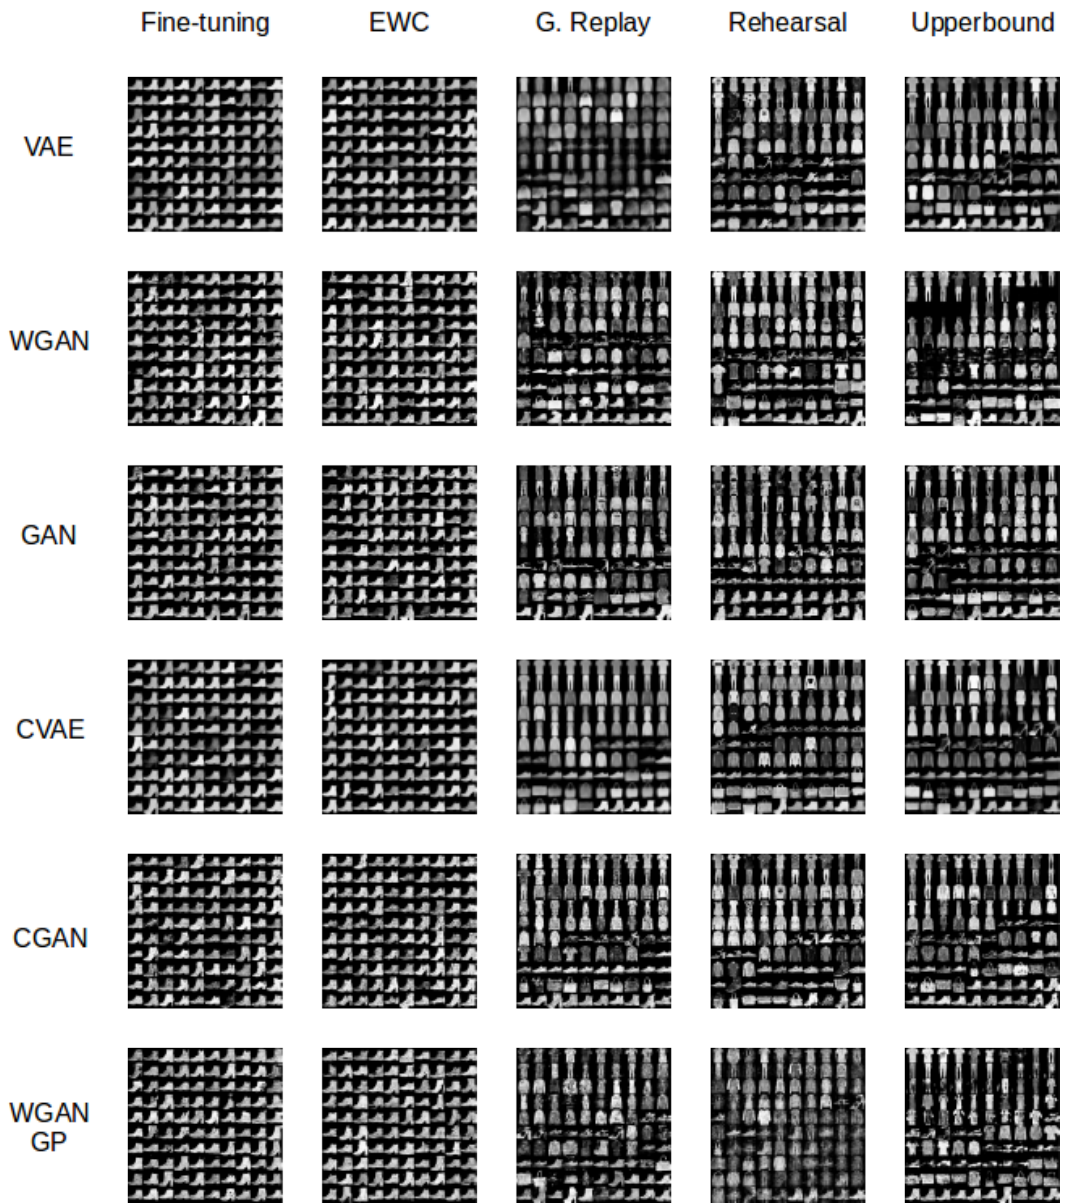 Fine-tuning EWC G. Replay Rehearsal Upperbound
VAE
WGAN
GAN
CVAE
CGAN
WGAN
GP